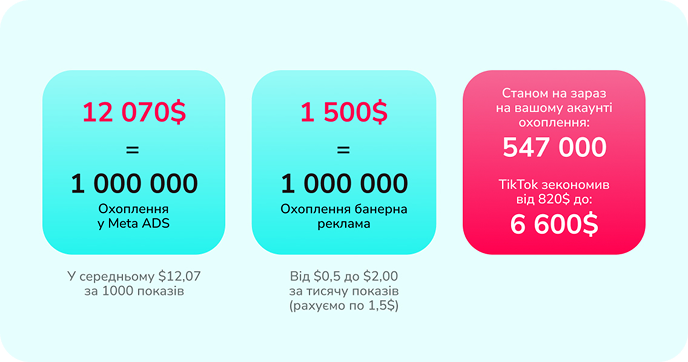 12 070$
=
1 000 000
Охоплення
у Meta ADS
У середньому $12,07
за 1000 показів
1 500$
=
1 000 000
Охоплення банерна
реклама
Від $0,5 до $2,00
за тисячу показів
(рахуємо по 1,5$)
Станом на зараз
на вашому акаунті
охоплення:
547 000
TikTok зекономив
від 820$ до:
6 600$